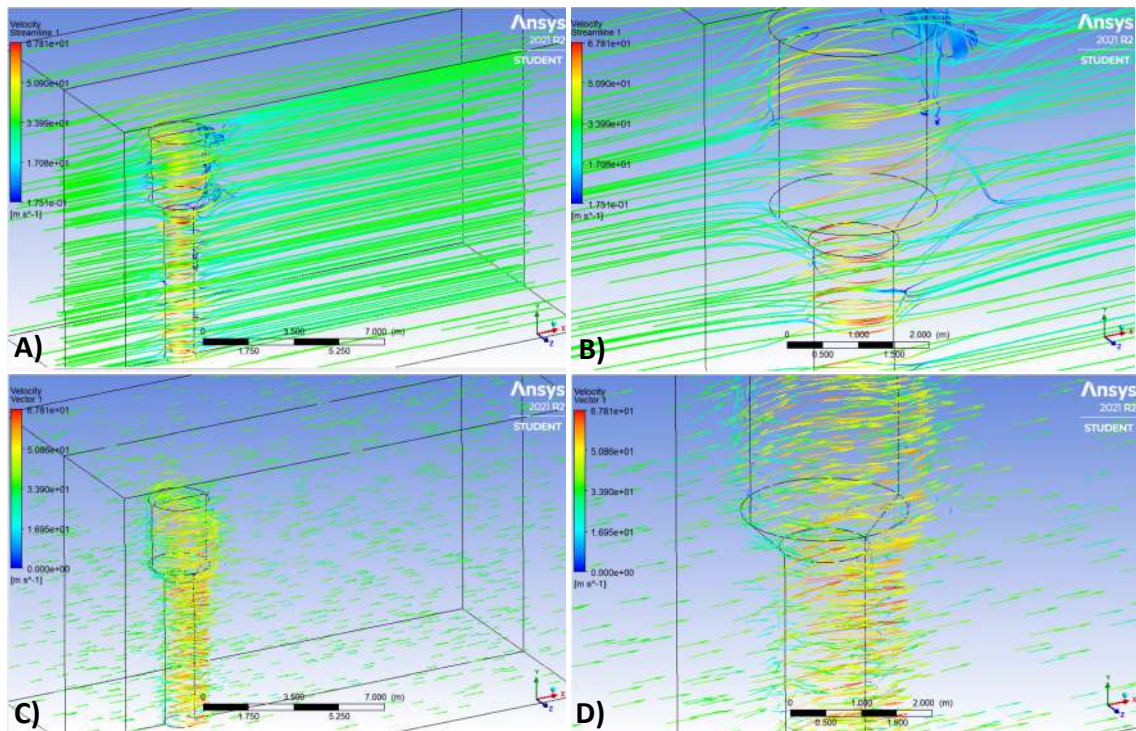 Velocity
Streamline 1
6.781e+01
5.090e+01
3.399e+01
1.708e+01
1.751e-01
[m s^-1]
Ansys
2021 R2
STUDENT
0 3.500 7.000 (m)
1.750 5.250
Y
X
Z
A)
Velocity
Streamline 1
6.781e+01
5.090e+01
3.399e+01
1.708e+01
1.751e-01
[m s^-1]
Ansys
2021 R2
STUDENT
0 1.000 2.000 (m)
0.500 1.500
Y
X
Z
B)
Velocity
Vector 1
6.781e+01
5.086e+01
3.390e+01
1.695e+01
0.000e+00
[m s^-1]
Ansys
2021 R2
STUDENT
0 3.500 7.000 (m)
1.750 5.250
Y
X
Z
C)
Velocity
Vector 1
6.781e+01
5.086e+01
3.390e+01
1.695e+01
0.000e+00
[m s^-1]
Ansys
2021 R2
STUDENT
0 1.000 2.000 (m)
0.500 1.500
Y
X
Z
D)